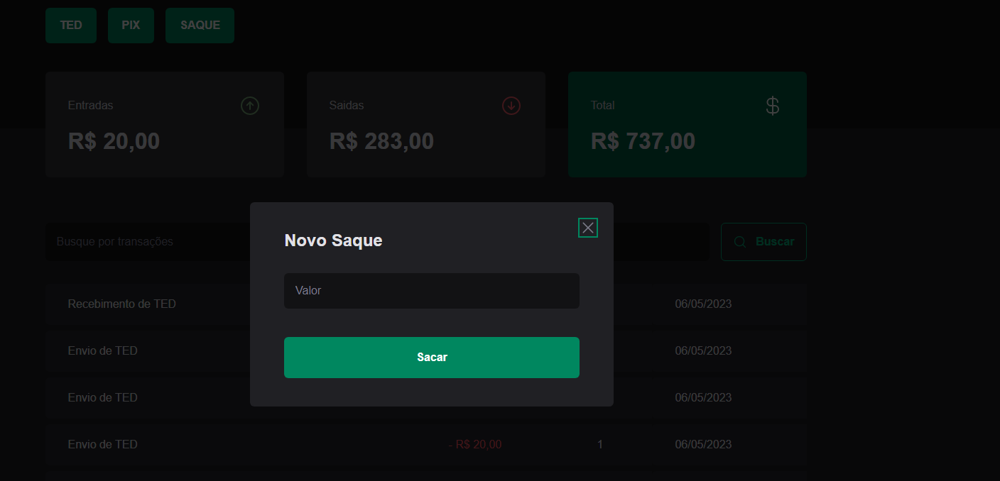 TED PIX SAQUE
Entradas
R$ 20,00
Saidas
R$ 283,00
Total
R$ 737,00
Novo Saque
Valor
Sacar
Busque por transações
Buscar
Recebimento de TED 06/05/2023
Envio de TED 06/05/2023
Envio de TED 06/05/2023
Envio de TED - R$ 20,00 1 06/05/2023